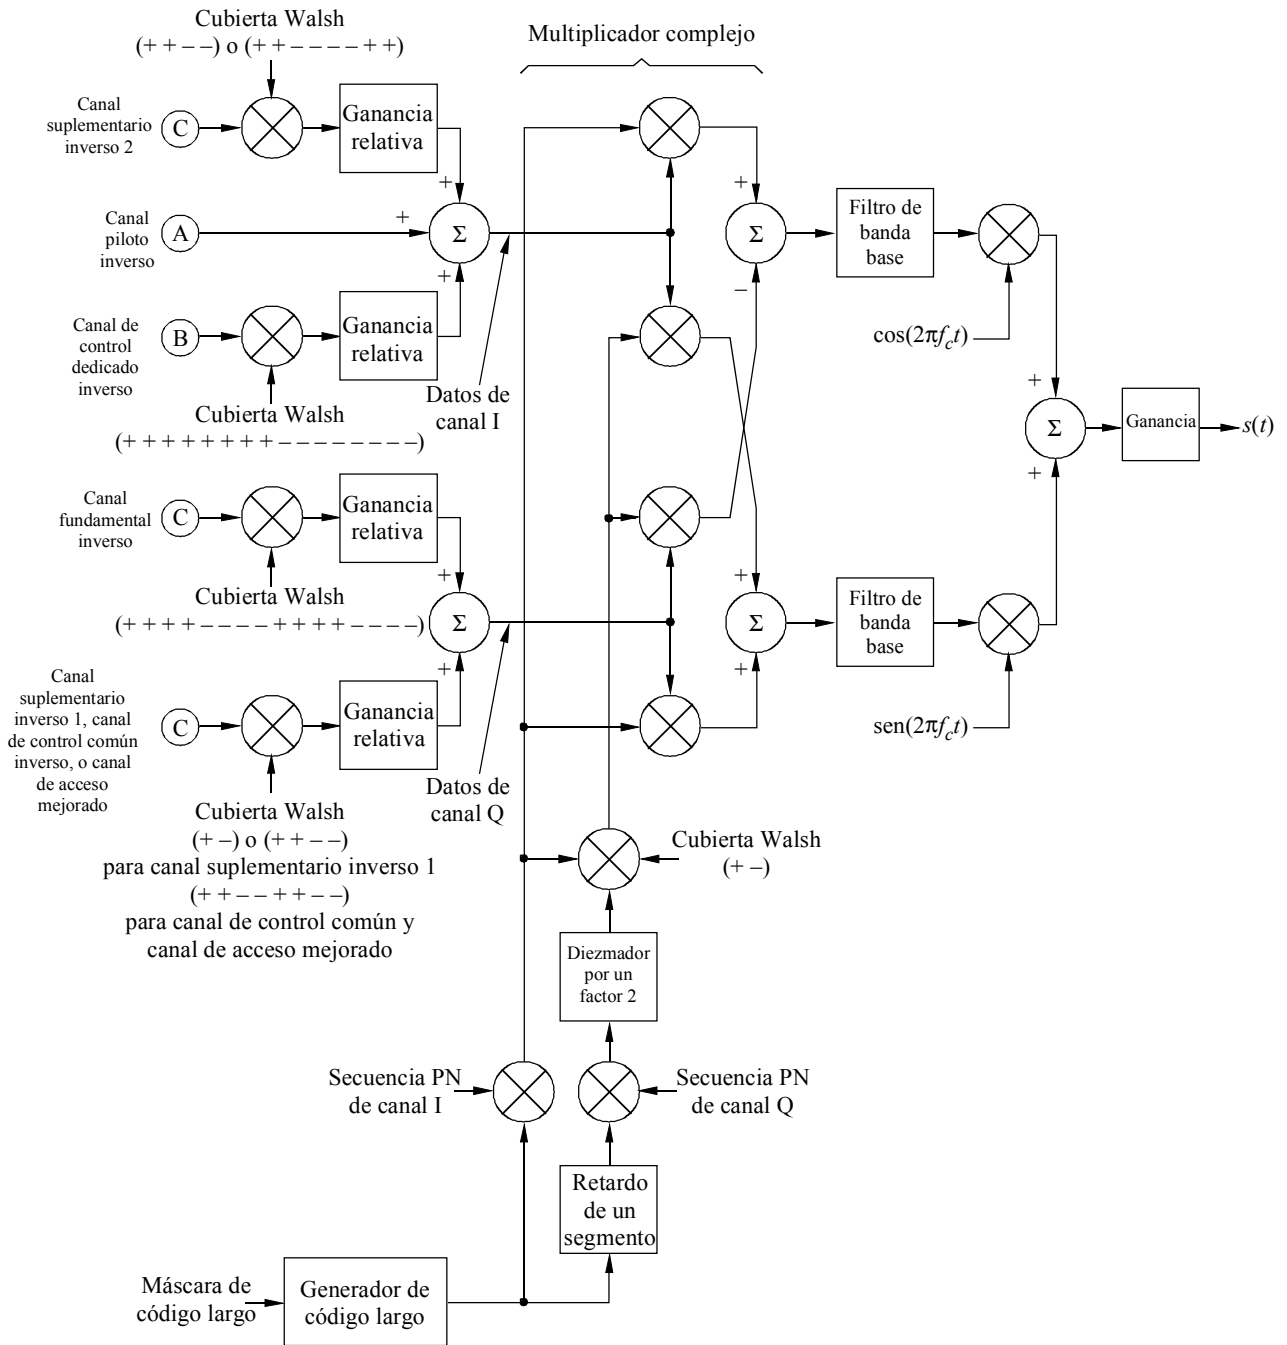 Cubierta Walsh
(+ + – –) o (+ + – – – – + +)
Multiplicador complejo
Canal
suplementario
inverso 2
C
Ganancia
relativa
+
+
Canal
piloto
inverso
A
+
Σ
+
Σ
–
Filtro de
banda
base
Canal de
control
dedicado
inverso
B
Ganancia
relativa
cos(2πf_c t)
Datos de
canal I
Cubierta Walsh
(+ + + + + + + + – – – – – – – –)
+
Σ
+
Ganancia
s(t)
Canal
fundamental
inverso
C
Ganancia
relativa
+
+
Cubierta Walsh
(+ + + + – – – – + + + + – – – –)
Σ
+
Σ
+
Filtro de
banda
base
Canal
suplementario
inverso 1, canal
de control común
inverso, o canal
de acceso
mejorado
C
Ganancia
relativa
sen(2πf_c t)
Datos de
canal Q
Cubierta Walsh
(+ –) o (+ + – –)
para canal suplementario inverso 1
(+ + – – + + – –)
para canal de control común y
canal de acceso mejorado
Cubierta Walsh
(+ –)
Diezmador
por un
factor 2
Secuencia PN
de canal I
Secuencia PN
de canal Q
Retardo
de un
segmento
Máscara de
código largo
Generador de
código largo